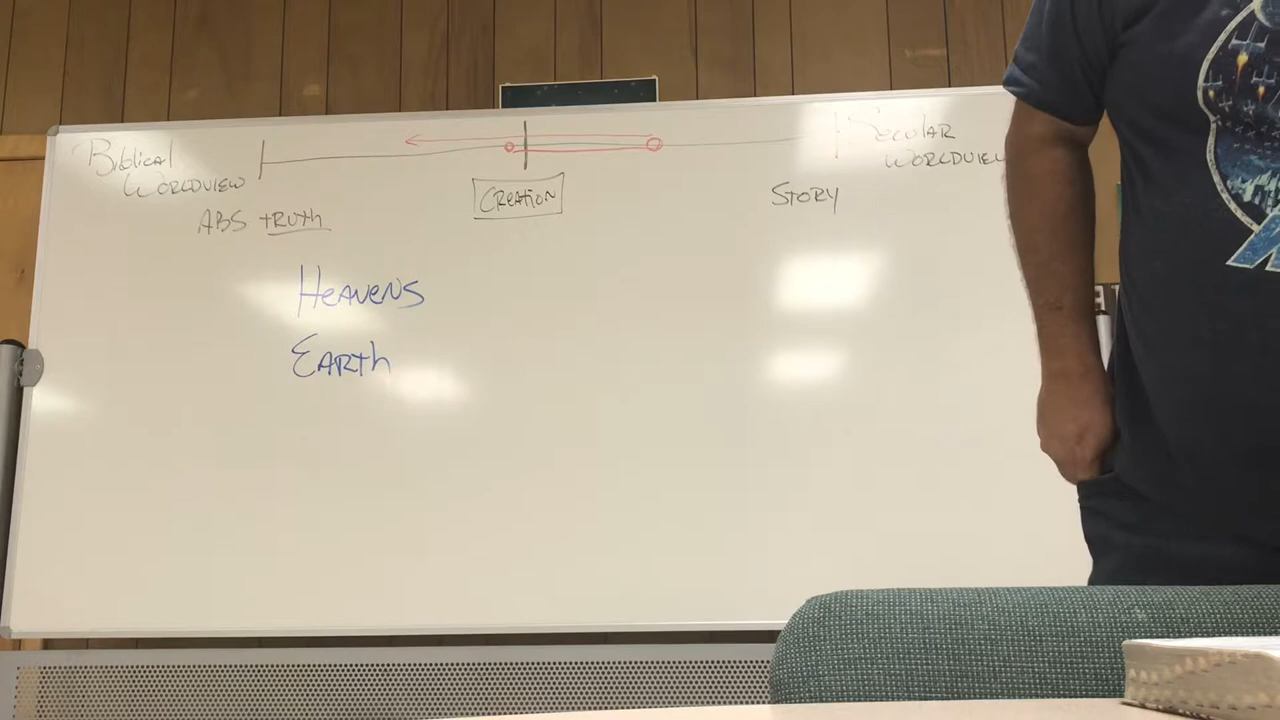 Biblical
Worldview
Secular
Worldview
Creation
Story
ABS truth
Heavens
Earth